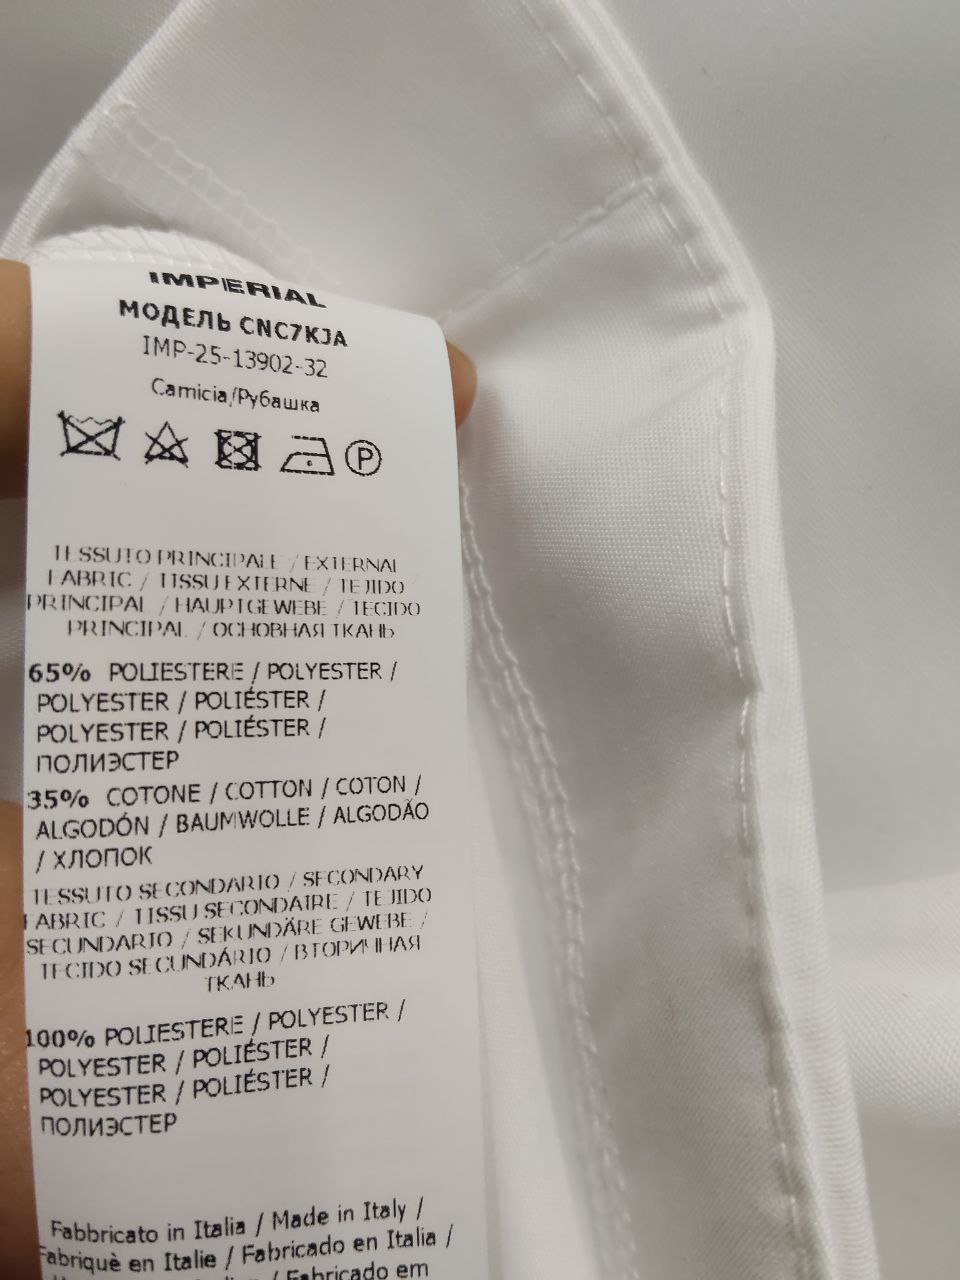 IMPERIAL
МОДЕЛЬ CNC7KJA
IMP-25-13902-32
Camicia/Рубашка
P
TESSUTO PRINCIPALE / EXTERNAL
FABRIC / TISSU EXTERNE / TEJIDO
PRINCIPAL / HAUPTGEWEBE / TECIDO
PRINCIPAL / ОСНОВНАЯ ТКАНЬ
65% POLIESTERE / POLYESTER /
POLYESTER / POLIÉSTER /
POLYESTER / POLIÉSTER /
ПОЛИЭСТЕР
35% COTONE / COTTON / COTON /
ALGODÓN / BAUMWOLLE / ALGODÃO
/ ХЛОПОК
TESSUTO SECONDARIO / SECONDARY
FABRIC / TISSU SECONDAIRE / TEJIDO
SECUNDARIO / SEKUNDÄRE GEWEBE /
TECIDO SECUNDÁRIO / ВТОРИЧНАЯ
ТКАНЬ
100% POLIESTERE / POLYESTER /
POLYESTER / POLIÉSTER /
POLYESTER / POLIÉSTER /
ПОЛИЭСТЕР
Fabbricato in Italia / Made in Italy /
Fabriquè en Italie / Fabricado en Italia /
Fabricado em